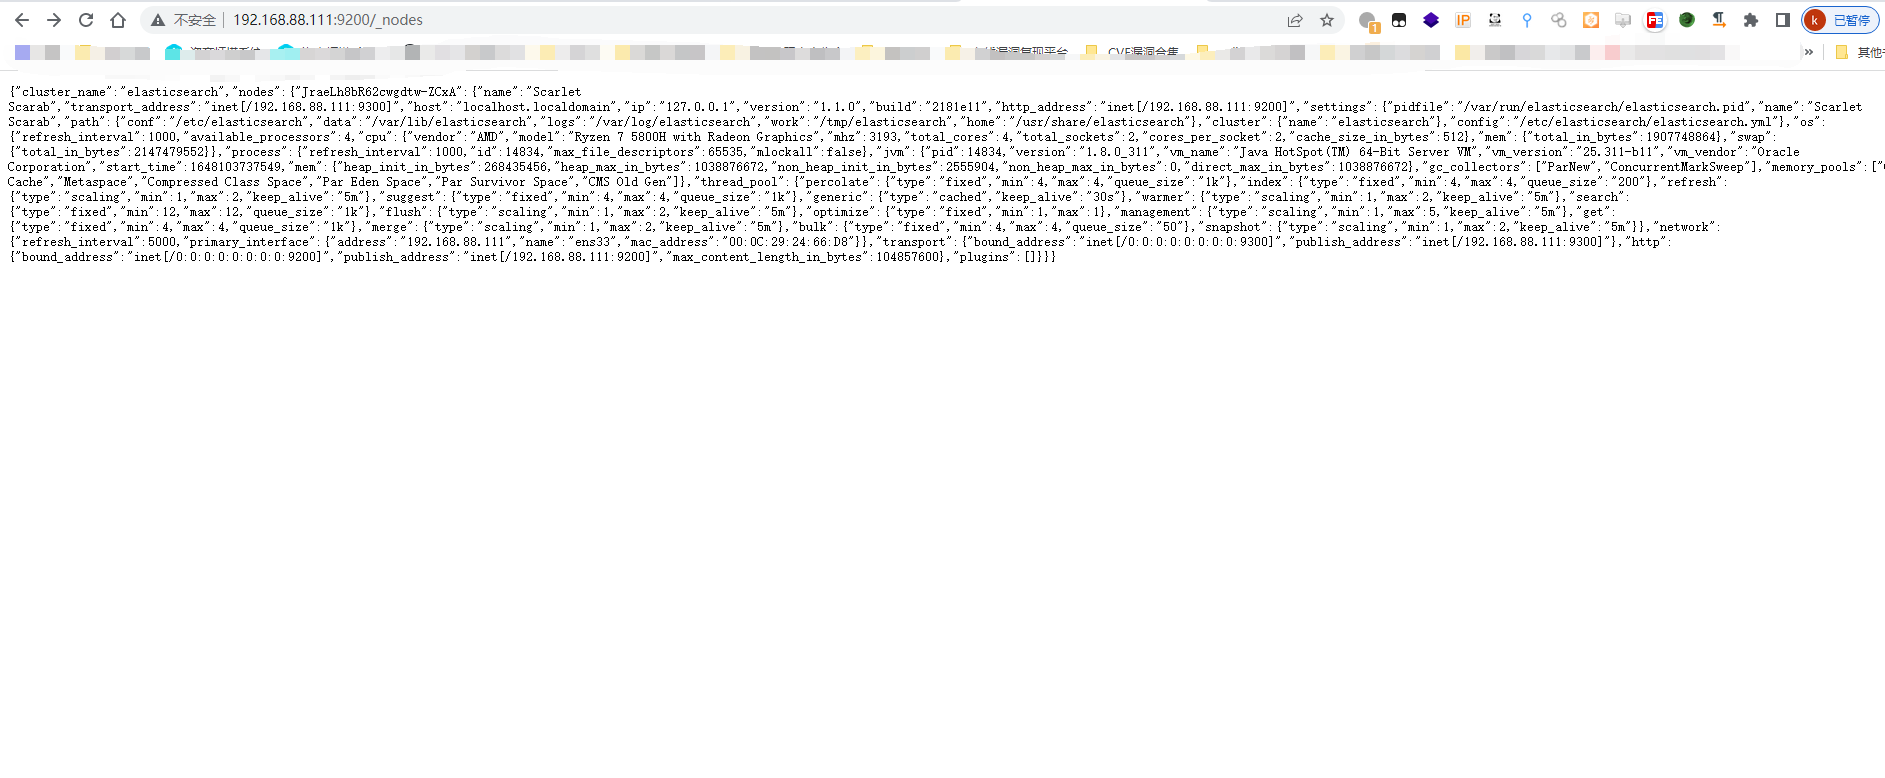 不安全 | 192.168.88.111:9200/_nodes
IP
FE
1
k 已暂停
CVE漏洞合集
» 其他
{"cluster_name":"elasticsearch","nodes":{"JraeLh8bR62cwgdtw-ZCxA":{"name":"Scarlet
Scarab","transport_address":"inet[/192.168.88.111:9300]","host":"localhost.localdomain","ip":"127.0.0.1","version":"1.1.0","build":"2181e11","http_address":"inet[/192.168.88.111:9200]","settings":{"pidfile":"/var/run/elasticsearch/elasticsearch.pid","name":"Scarlet
Scarab","path":{"conf":"/etc/elasticsearch","data":"/var/lib/elasticsearch","logs":"/var/log/elasticsearch","work":"/tmp/elasticsearch","home":"/usr/share/elasticsearch"},"cluster":{"name":"elasticsearch"},"config":"/etc/elasticsearch/elasticsearch.yml"},"os":
{"refresh_interval":1000,"available_processors":4,"cpu":{"vendor":"AMD","model":"Ryzen 7 5800H with Radeon Graphics","mhz":3193,"total_cores":4,"total_sockets":2,"cores_per_socket":2,"cache_size_in_bytes":512},"mem":{"total_in_bytes":1907748864},"swap":
{"total_in_bytes":2147479552}},"process":{"refresh_interval":1000,"id":14834,"max_file_descriptors":65535,"mlockall":false},"jvm":{"pid":14834,"version":"1.8.0_311","vm_name":"Java HotSpot(TM) 64-Bit Server VM","vm_version":"25.311-b11","vm_vendor":"Oracle
Corporation","start_time":1648103737549,"mem":{"heap_init_in_bytes":268435456,"heap_max_in_bytes":1038876672,"non_heap_init_in_bytes":2555904,"non_heap_max_in_bytes":0,"direct_max_in_bytes":1038876672},"gc_collectors":["ParNew","ConcurrentMarkSweep"],"memory_pools":["
Cache","Metaspace","Compressed Class Space","Par Eden Space","Par Survivor Space","CMS Old Gen"]},"thread_pool":{"percolate":{"type":"fixed","min":4,"max":4,"queue_size":"1k"},"index":{"type":"fixed","min":4,"max":4,"queue_size":"200"},"refresh":
{"type":"scaling","min":1,"max":2,"keep_alive":"5m"},"suggest":{"type":"fixed","min":4,"max":4,"queue_size":"1k"},"generic":{"type":"cached","keep_alive":"30s"},"warmer":{"type":"scaling","min":1,"max":2,"keep_alive":"5m"},"search":
{"type":"fixed","min":12,"max":12,"queue_size":"1k"},"flush":{"type":"scaling","min":1,"max":2,"keep_alive":"5m"},"optimize":{"type":"fixed","min":1,"max":1},"management":{"type":"scaling","min":1,"max":5,"keep_alive":"5m"},"get":
{"type":"fixed","min":4,"max":4,"queue_size":"1k"},"merge":{"type":"scaling","min":1,"max":2,"keep_alive":"5m"},"bulk":{"type":"fixed","min":4,"max":4,"queue_size":"50"},"snapshot":{"type":"scaling","min":1,"max":2,"keep_alive":"5m"}},"network":
{"refresh_interval":5000,"primary_interface":{"address":"192.168.88.111","name":"ens33","mac_address":"00:0C:29:24:66:D8"}},"transport":{"bound_address":"inet[/0:0:0:0:0:0:0:0:9300]","publish_address":"inet[/192.168.88.111:9300]"},"http":
{"bound_address":"inet[/0:0:0:0:0:0:0:0:9200]","publish_address":"inet[/192.168.88.111:9200]","max_content_length_in_bytes":104857600},"plugins":[]}}}